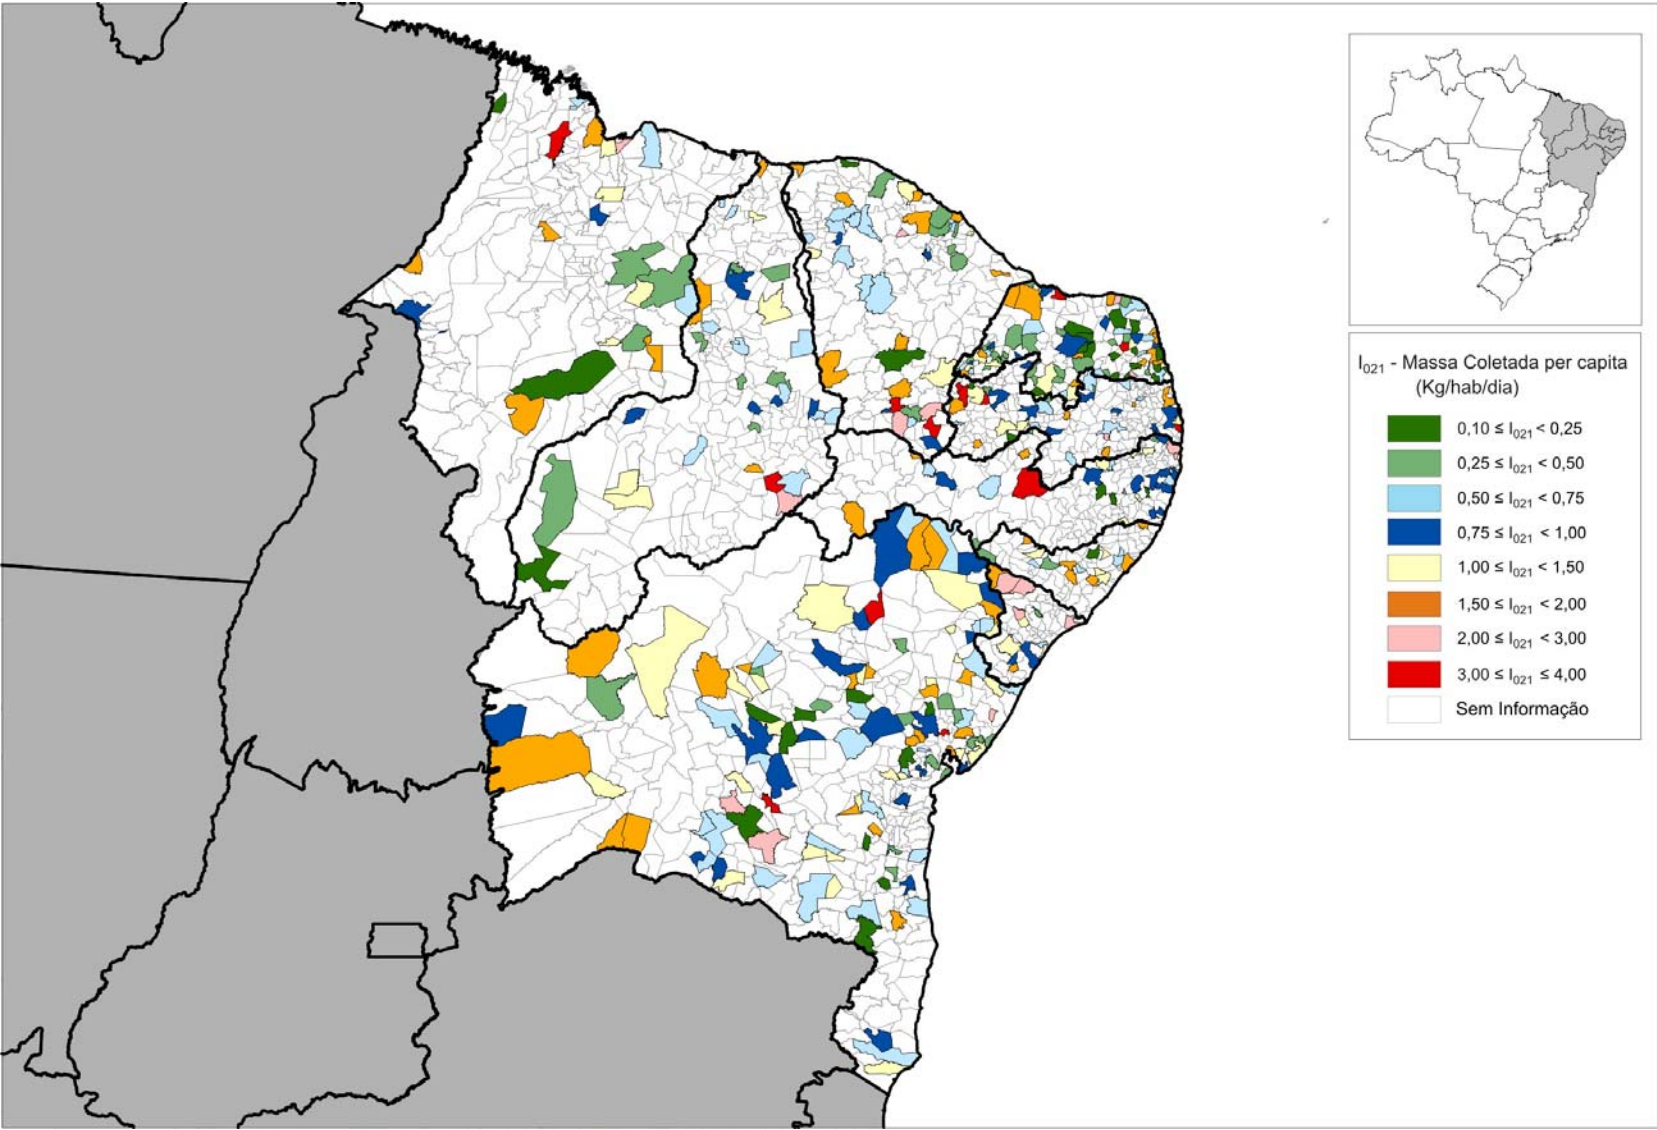 I021 - Massa Coletada per capita
(Kg/hab/dia)
0,10 ≤ I021 < 0,25
0,25 ≤ I021 < 0,50
0,50 ≤ I021 < 0,75
0,75 ≤ I021 < 1,00
1,00 ≤ I021 < 1,50
1,50 ≤ I021 < 2,00
2,00 ≤ I021 < 3,00
3,00 ≤ I021 ≤ 4,00
Sem Informação